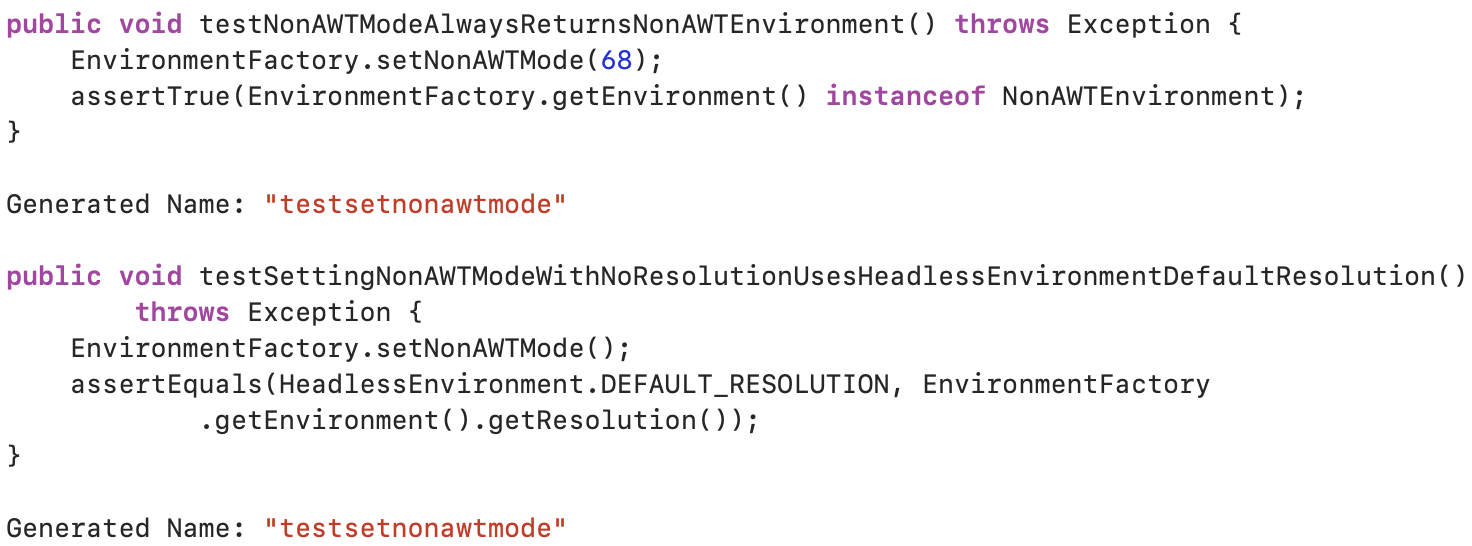 public void testNonAWTModeAlwaysReturnsNonAWTEnvironment() throws Exception {
    EnvironmentFactory.setNonAWTMode(68);
    assertTrue(EnvironmentFactory.getEnvironment() instanceof NonAWTEnvironment);
}
Generated Name: "testsetnonawtmode"
public void testSettingNonAWTModeWithNoResolutionUsesHeadlessEnvironmentDefaultResolution()
        throws Exception {
    EnvironmentFactory.setNonAWTMode();
    assertEquals(HeadlessEnvironment.DEFAULT_RESOLUTION, EnvironmentFactory
            .getEnvironment().getResolution());
}
Generated Name: "testsetnonawtmode"